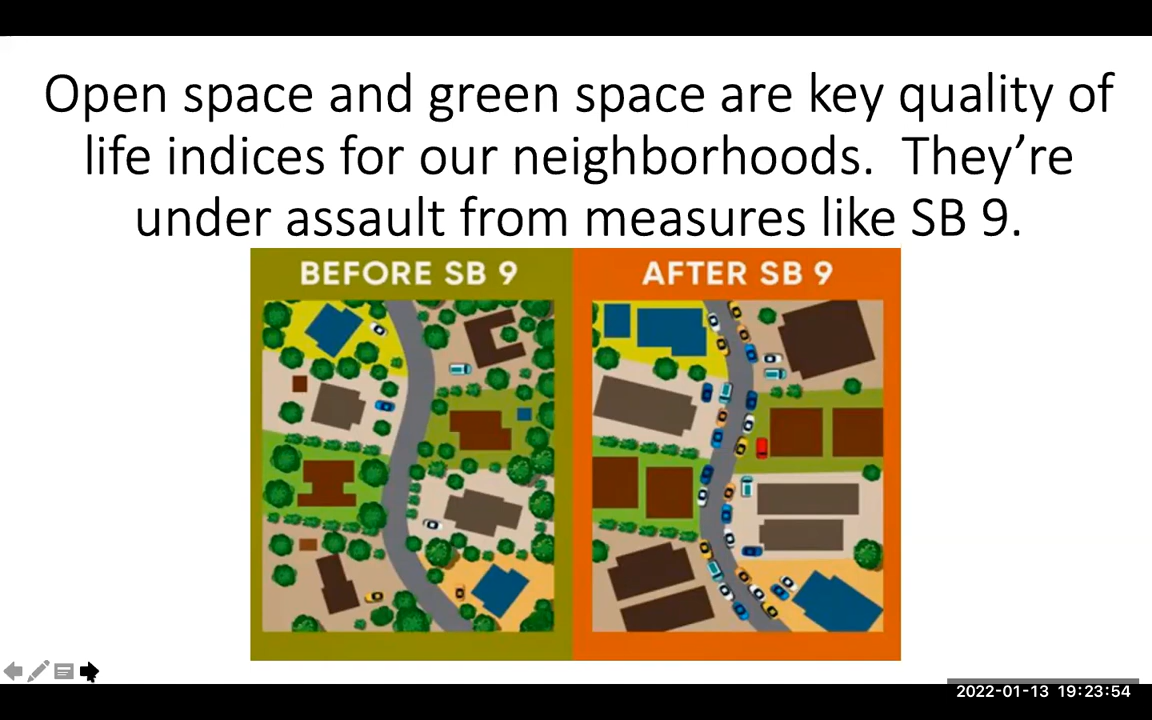 Open space and green space are key quality of
life indices for our neighborhoods.  They’re
under assault from measures like SB 9.
BEFORE SB 9
AFTER SB 9
2022-01-13 19:23:54